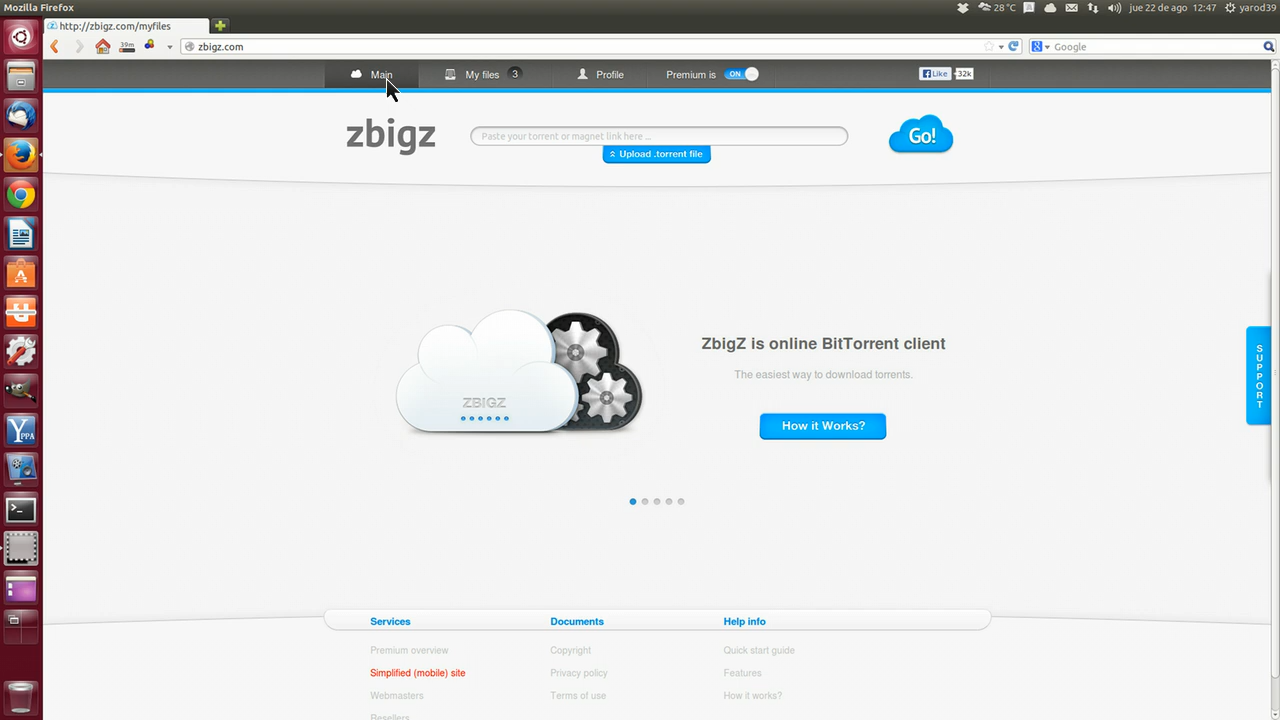 Mozilla Firefox
28°C
jue 22 de ago 12:47
yarod39
http://zbigz.com/myfiles
39m
zbigz.com
Google
Main
My files 3
Profile
Premium is ON
Like 32k
zbigz
Paste your torrent or magnet link here ...
Go!
Upload .torrent file
ZBIGZ
ZbigZ is online BitTorrent client
The easiest way to download torrents.
How it Works?
SUPPORT
YPPA
Services
Documents
Help info
Premium overview
Copyright
Quick start guide
Simplified (mobile) site
Privacy policy
Features
Webmasters
Terms of use
How it works?
Resellers